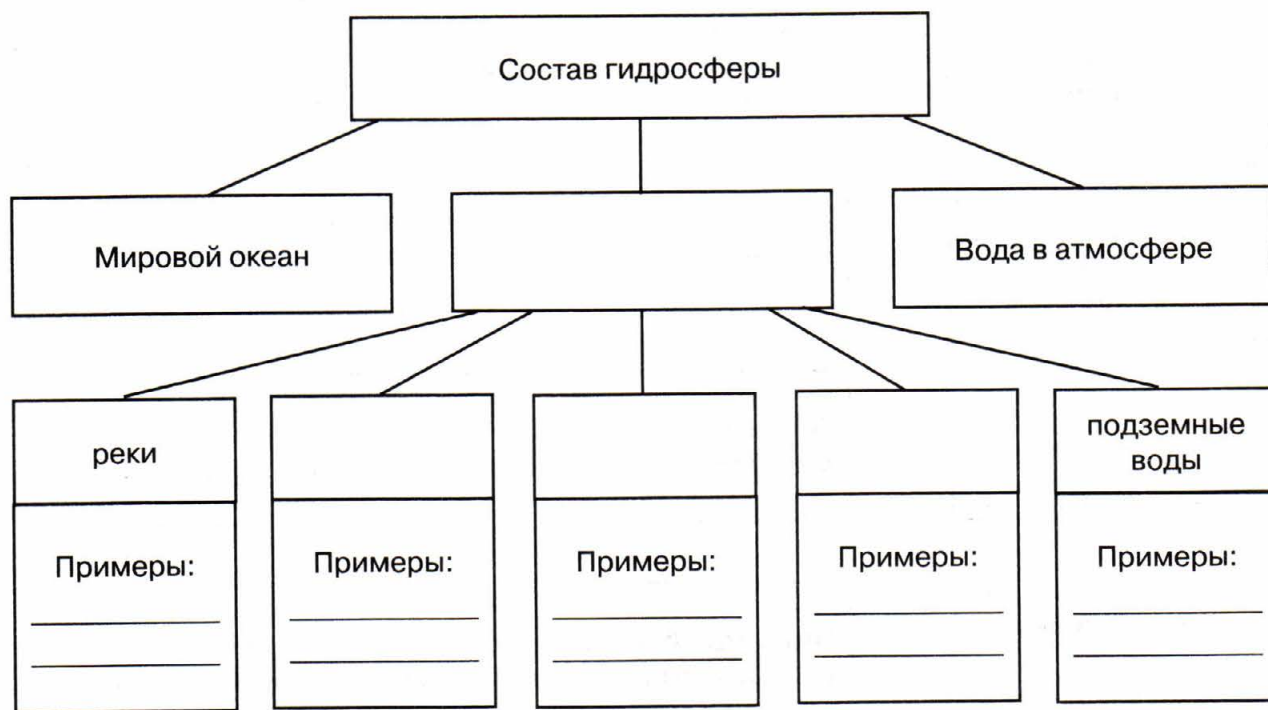 Состав гидросферы
Мировой океан
Вода в атмосфере
реки
подземные
воды
Примеры:
Примеры:
Примеры:
Примеры:
Примеры: